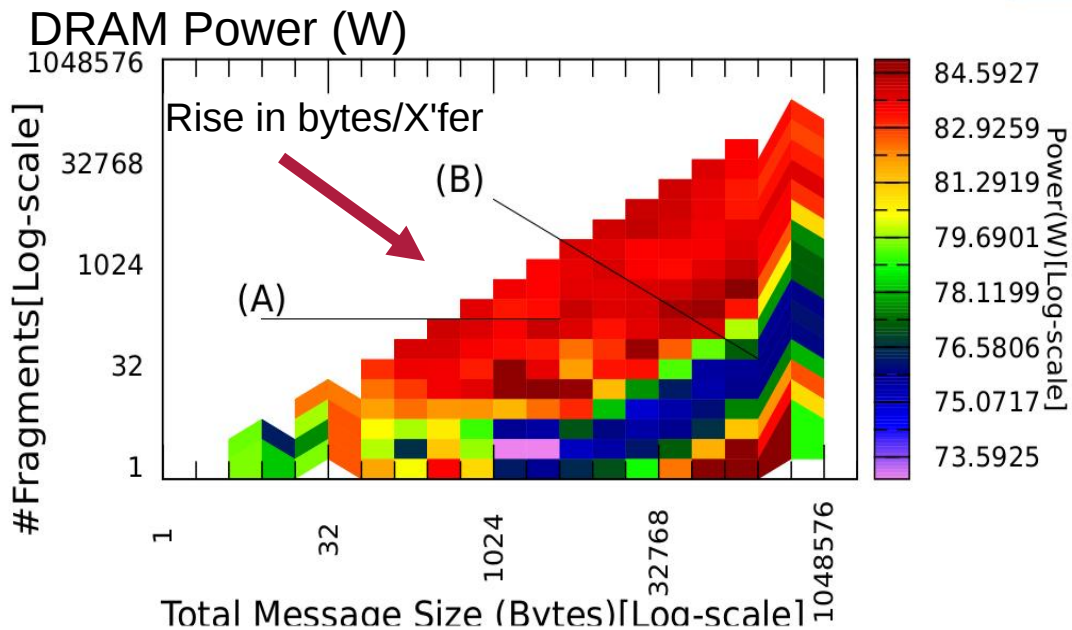 DRAM Power (W)
1048576
32768
1024
32
1
#Fragments[Log-scale]
Rise in bytes/X'fer
(A)
(B)
1
32
1024
32768
1048576
Total Message Size (Bytes)[Log-scale]
84.5927
82.9259
81.2919
79.6901
78.1199
76.5806
75.0717
73.5925
Power(W)[Log-scale]